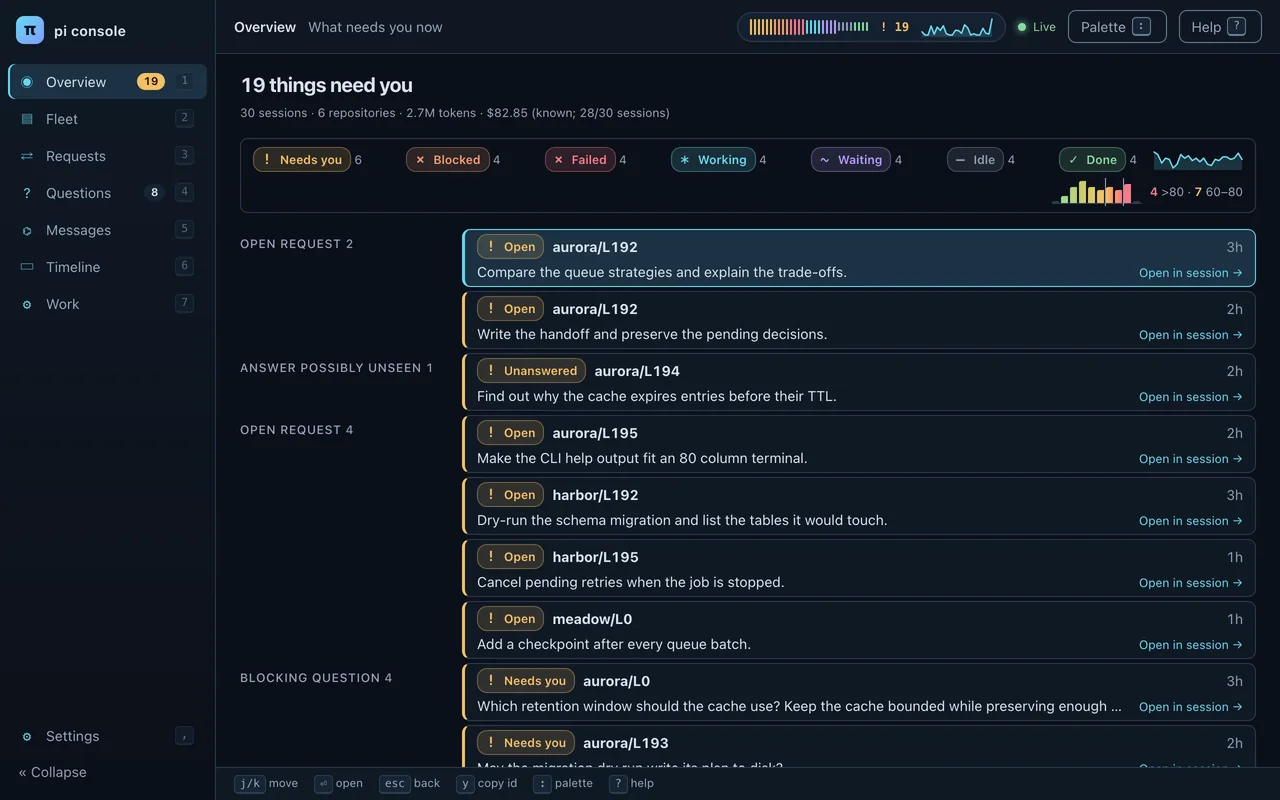 π pi console
Overview 19 1
Fleet 2
Requests 3
? Questions 8 4
Messages 5
Timeline 6
Work 7
Settings ,
« Collapse
Overview What needs you now
! 19
Live
Palette :
Help ?
19 things need you
30 sessions · 6 repositories · 2.7M tokens · $82.85 (known; 28/30 sessions)
! Needs you 6 × Blocked 4 × Failed 4 ∗ Working 4 ~ Waiting 4 – Idle 4 ✓ Done 4
4 >80 · 7 60–80
OPEN REQUEST 2
! Open aurora/L192 3h
Compare the queue strategies and explain the trade-offs. Open in session →
! Open aurora/L192 2h
Write the handoff and preserve the pending decisions. Open in session →
ANSWER POSSIBLY UNSEEN 1
! Unanswered aurora/L194 2h
Find out why the cache expires entries before their TTL. Open in session →
OPEN REQUEST 4
! Open aurora/L195 2h
Make the CLI help output fit an 80 column terminal. Open in session →
! Open harbor/L192 3h
Dry-run the schema migration and list the tables it would touch. Open in session →
! Open harbor/L195 1h
Cancel pending retries when the job is stopped. Open in session →
! Open meadow/L0 1h
Add a checkpoint after every queue batch. Open in session →
BLOCKING QUESTION 4
! Needs you aurora/L0 3h
Which retention window should the cache use? Keep the cache bounded while preserving enough ... Open in session →
! Needs you aurora/L193 2h
May the migration dry run write its plan to disk?
j/k move ⏎ open esc back y copy id : palette ? help